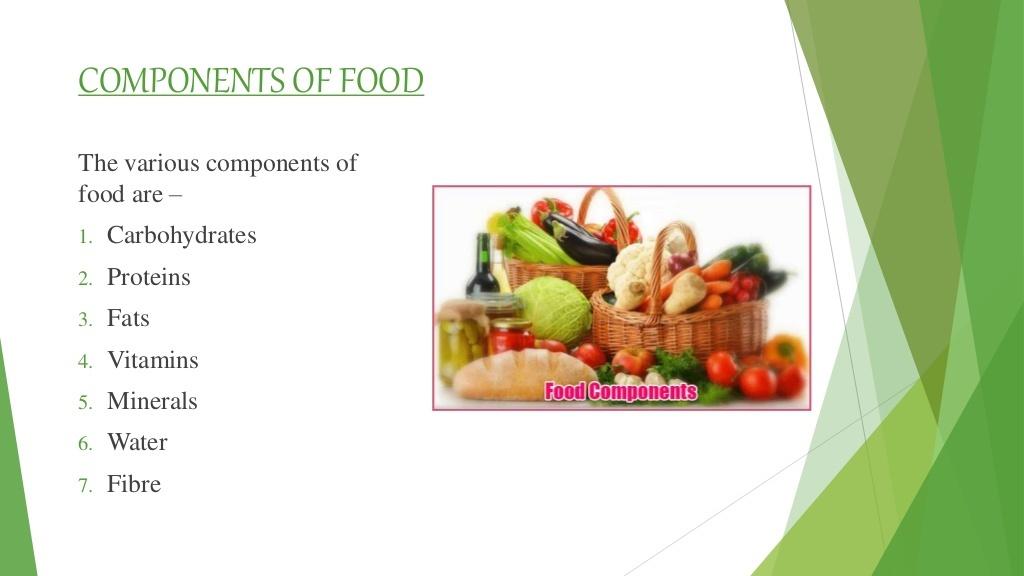 COMPONENTS OF FOOD
The various components of
food are –
1. Carbohydrates
2. Proteins
3. Fats
4. Vitamins
5. Minerals
6. Water
7. Fibre
Food Components